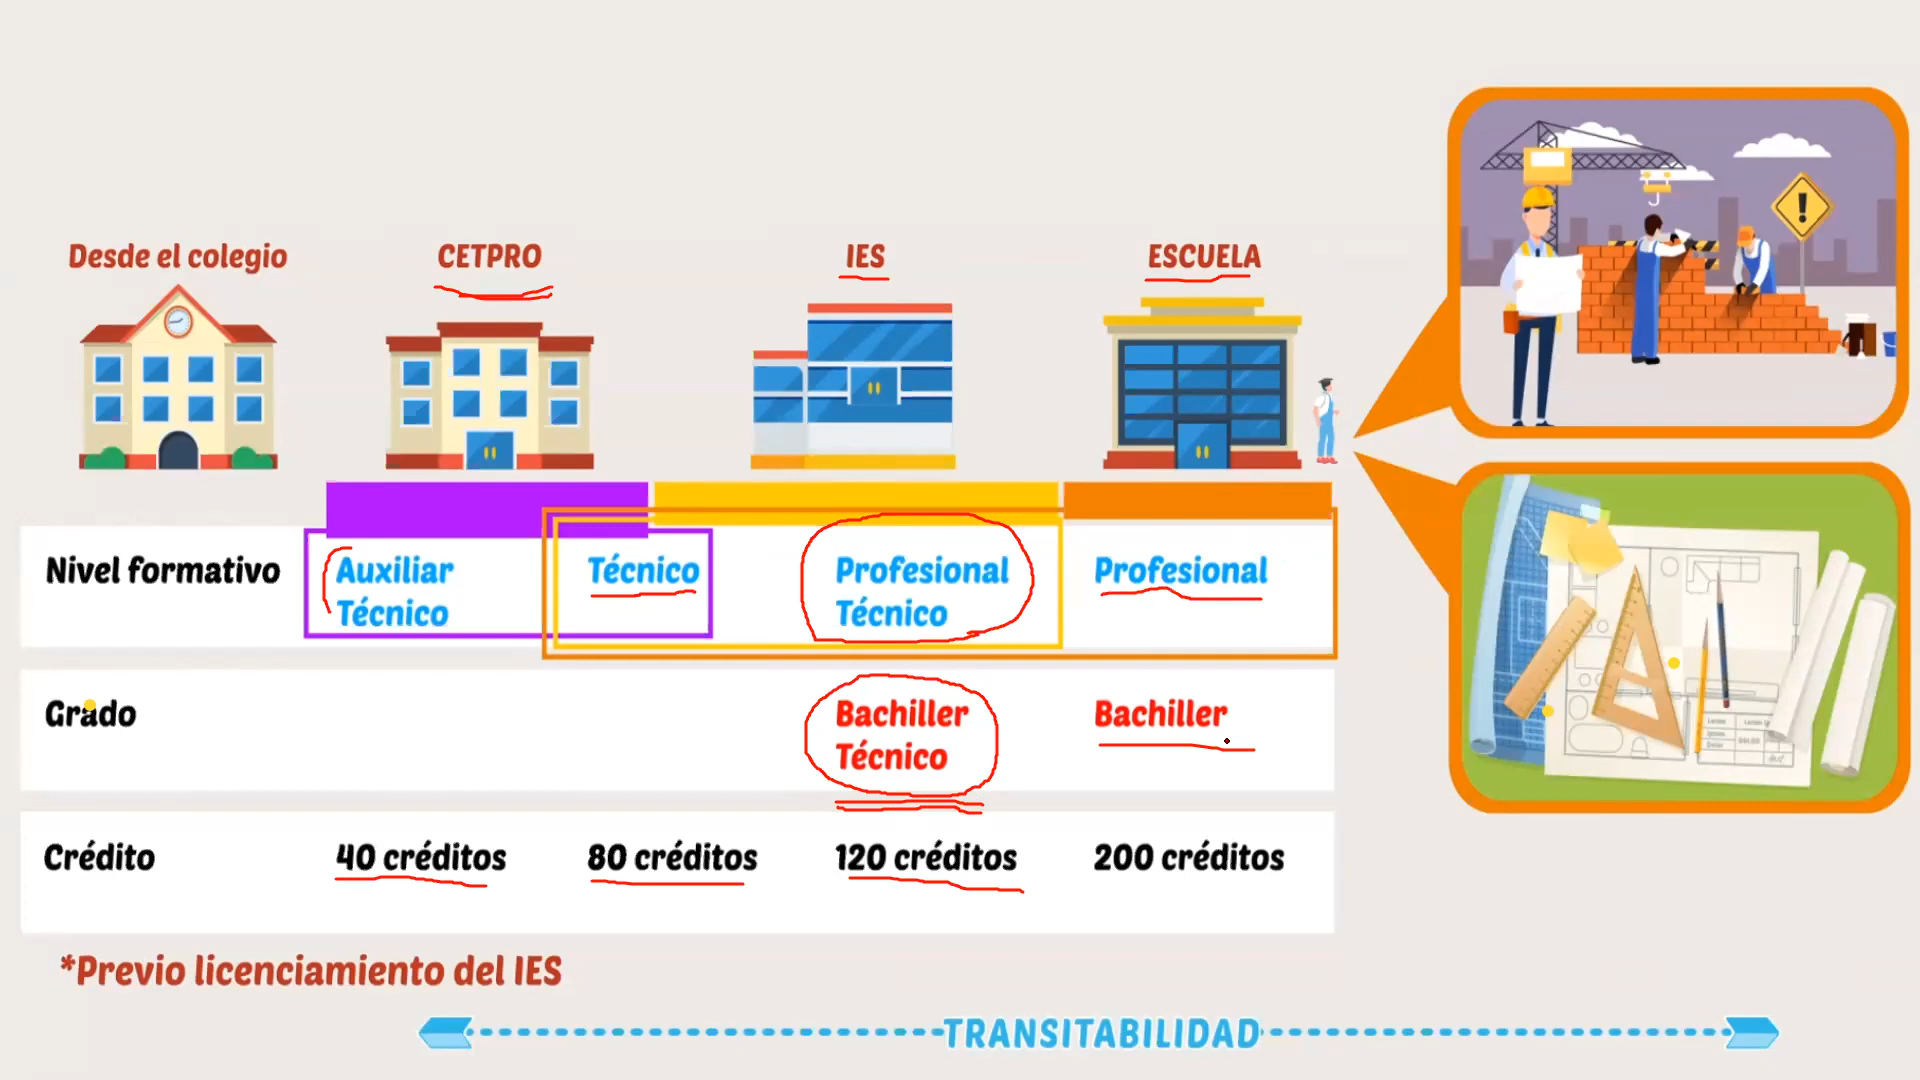 Desde el colegio
CETPRO
IES
ESCUELA
Nivel formativo
Auxiliar
Técnico
Técnico
Profesional
Técnico
Profesional
Grado
Bachiller
Técnico
Bachiller
Crédito
40 créditos
80 créditos
120 créditos
200 créditos
*Previo licenciamiento del IES
TRANSITABILIDAD